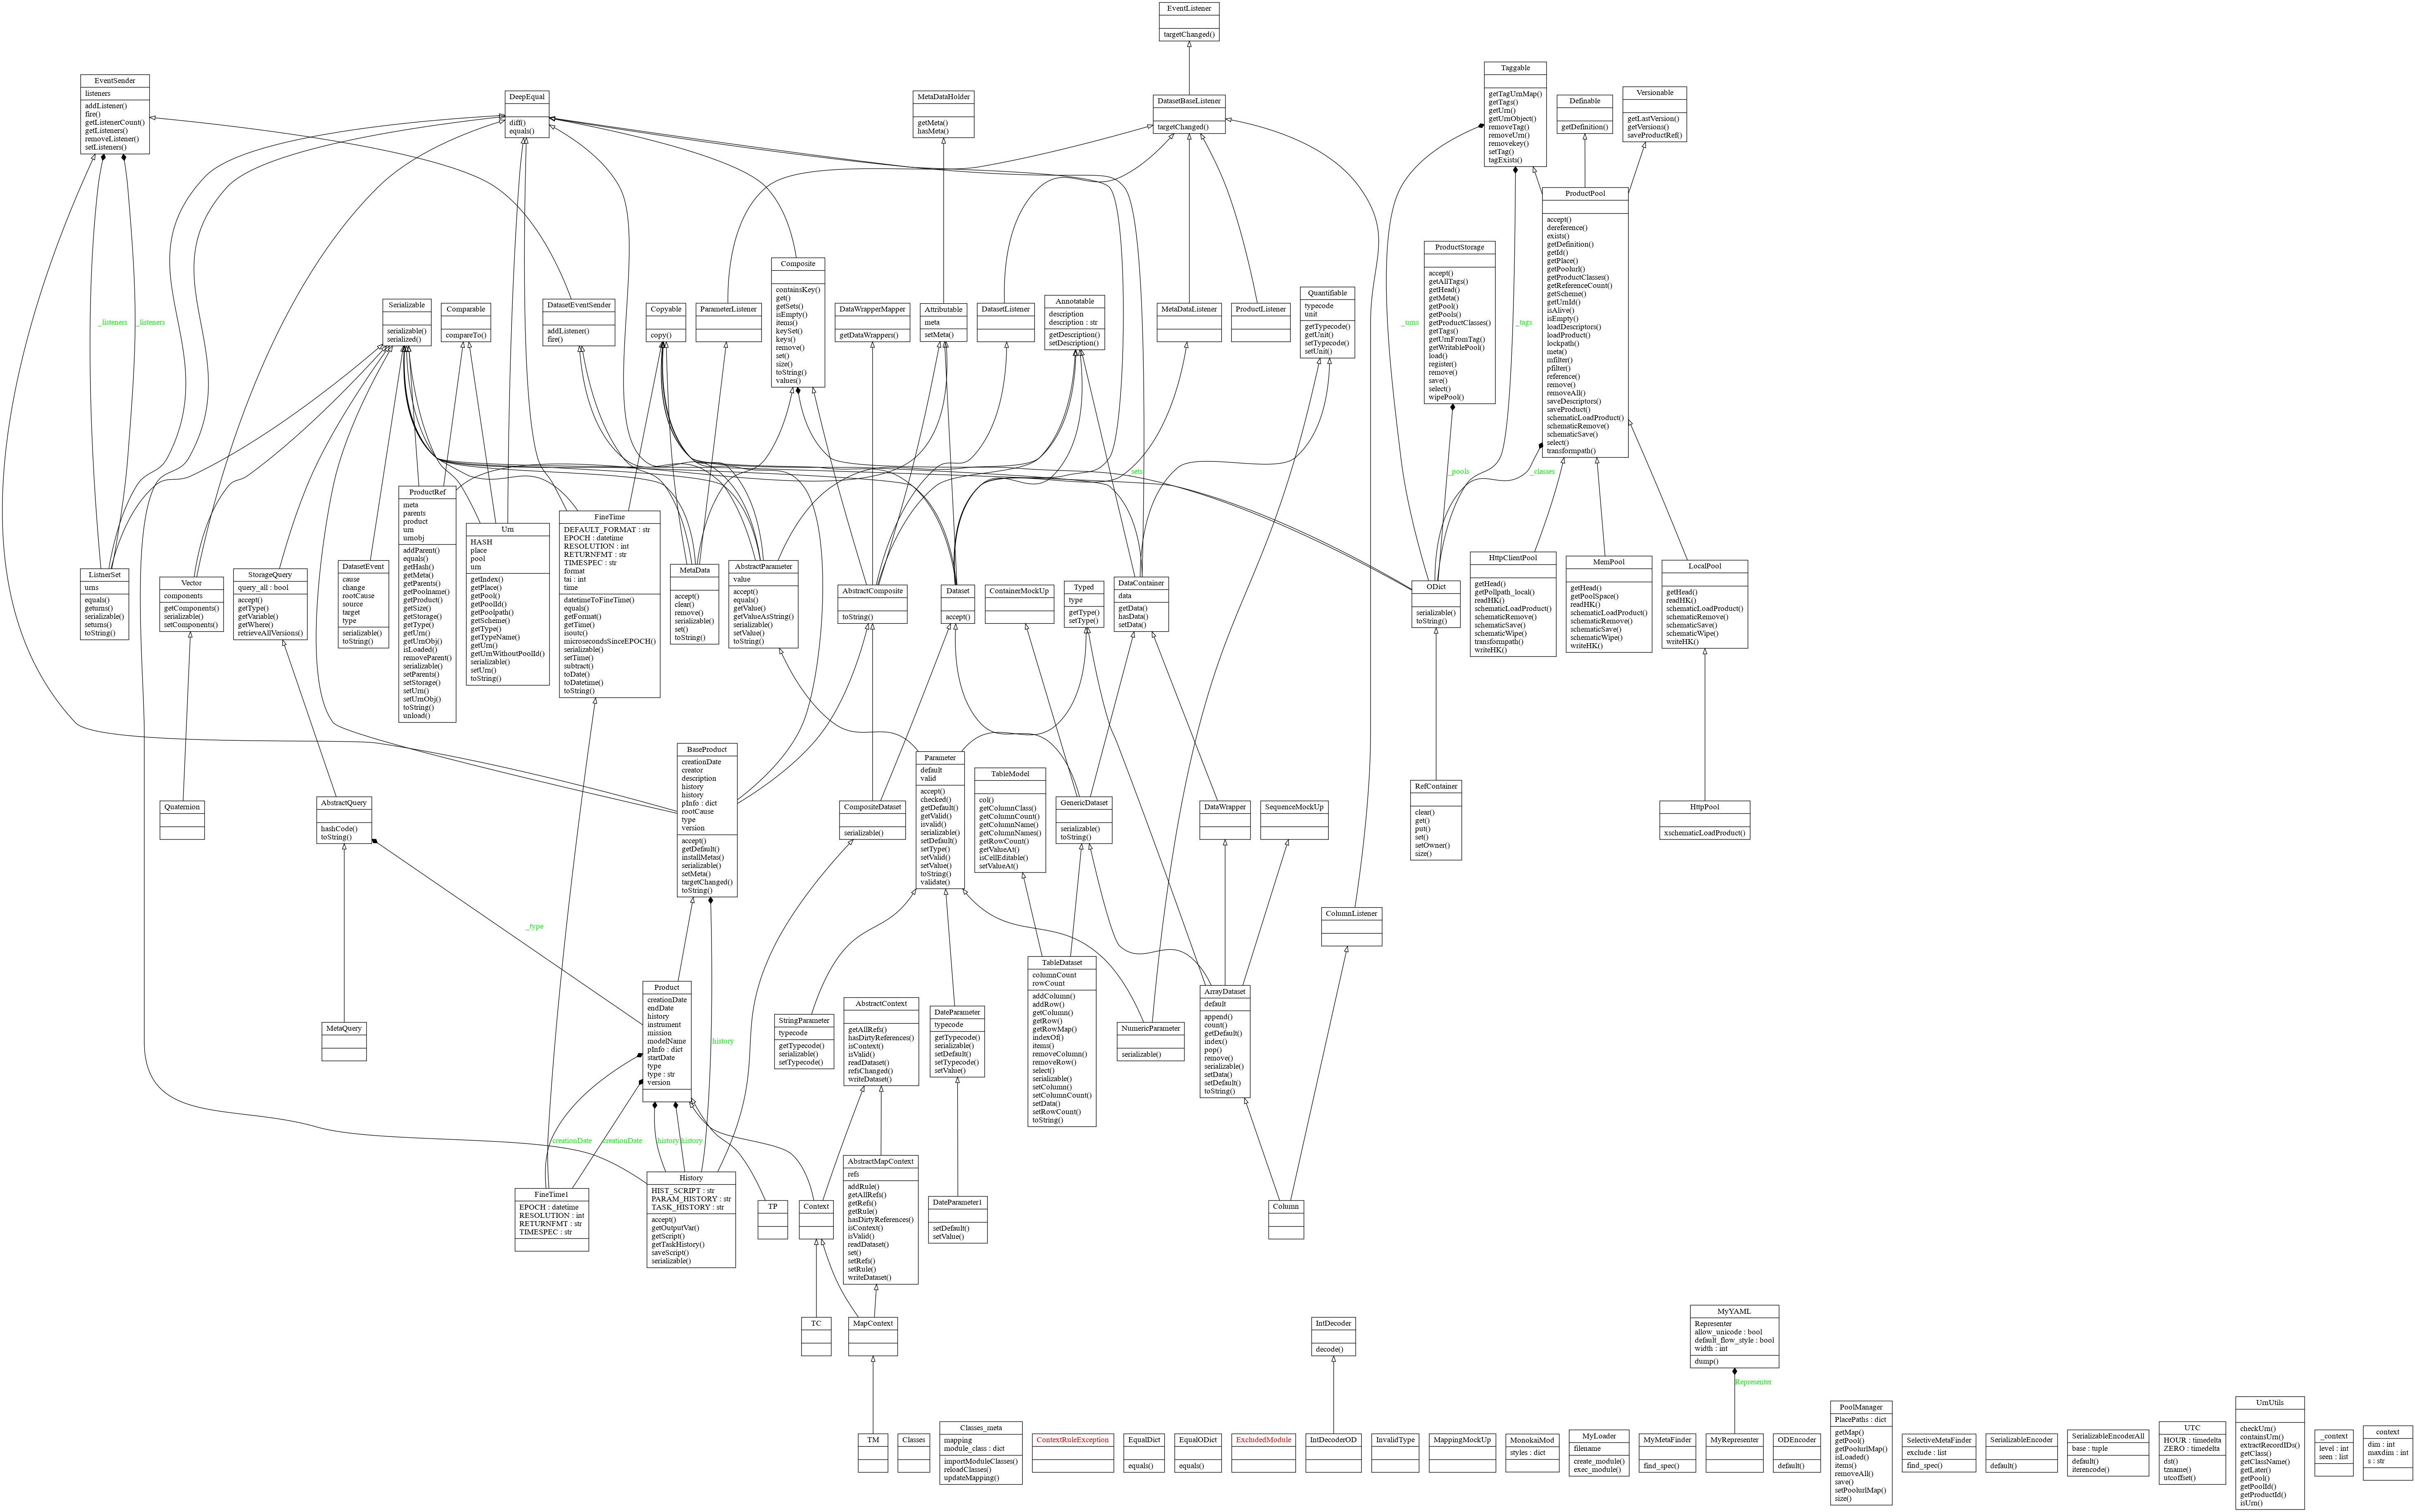 EventListener
targetChanged()
EventSender
listeners
addListener()
fire()
getListenerCount()
getListeners()
removeListener()
setListeners()
DeepEqual
diff()
equals()
MetaDataHolder
getMeta()
hasMeta()
DatasetBaseListener
targetChanged()
Taggable
getTagUrnMap()
getTags()
getUrn()
getUrnObject()
removeTag()
removeUrn()
removekey()
setTag()
tagExists()
Definable
getDefinition()
Versionable
getLastVersion()
getVersions()
saveProductRef()
ProductPool
accept()
dereference()
exists()
getDefinition()
getId()
getPlace()
getPoolurl()
getProductClasses()
getReferenceCount()
getScheme()
getUrnId()
isAlive()
isEmpty()
loadDescriptors()
loadProduct()
lockpath()
meta()
mfilter()
pfilter()
reference()
remove()
removeAll()
saveDescriptors()
saveProduct()
schematicLoadProduct()
schematicRemove()
schematicSave()
select()
transformpath()
ProductStorage
accept()
getAllTags()
getHead()
getMeta()
getPool()
getPools()
getProductClasses()
getTags()
getUrnFromTag()
getWritablePool()
load()
register()
remove()
save()
select()
wipePool()
Composite
containsKey()
get()
getSets()
isEmpty()
items()
keySet()
keys()
remove()
set()
size()
toString()
values()
Serializable
serializable()
serialized()
Comparable
compareTo()
DatasetEventSender
addListener()
fire()
Copyable
copy()
ParameterListener
DataWrapperMapper
getDataWrappers()
Attributable
meta
setMeta()
DatasetListener
Annotatable
description
description : str
getDescription()
setDescription()
MetaDataListener
ProductListener
Quantifiable
typecode
unit
getTypecode()
getUnit()
setTypecode()
setUnit()
_listeners
_listeners
_urns
_tags
_sets
_pools
_classes
ListnerSet
urns
equals()
geturns()
serializable()
seturns()
toString()
Vector
components
getComponents()
serializable()
setComponents()
StorageQuery
query_all : bool
accept()
getType()
getVariable()
getWhere()
retrieveAllVersions()
DatasetEvent
cause
change
rootCause
source
target
type
serializable()
toString()
ProductRef
meta
parents
product
urn
urnobj
addParent()
equals()
getHash()
getMeta()
getParents()
getPoolname()
getProduct()
getSize()
getStorage()
getType()
getUrn()
getUrnObj()
isLoaded()
removeParent()
serializable()
setParents()
setStorage()
setUrn()
setUrnObj()
toString()
unload()
Urn
HASH
place
pool
urn
getIndex()
getPlace()
getPool()
getPoolId()
getPoolpath()
getScheme()
getType()
getTypeName()
getUrn()
getUrnWithoutPoolId()
serializable()
setUrn()
toString()
FineTime
DEFAULT_FORMAT : str
EPOCH : datetime
RESOLUTION : int
RETURNFMT : str
TIMESPEC : str
format
tai : int
time
datetimeToFineTime()
equals()
getFormat()
getTime()
isoutc()
microsecondsSinceEPOCH()
serializable()
setTime()
subtract()
toDate()
toDatetime()
toString()
MetaData
accept()
clear()
remove()
serializable()
set()
toString()
AbstractParameter
value
accept()
equals()
getValue()
getValueAsString()
serializable()
setValue()
toString()
AbstractComposite
toString()
Dataset
accept()
ContainerMockUp
Typed
type
getType()
setType()
DataContainer
data
getData()
hasData()
setData()
ODict
serializable()
toString()
HttpClientPool
getHead()
getPollpath_local()
readHK()
schematicLoadProduct()
schematicRemove()
schematicSave()
schematicWipe()
transformpath()
writeHK()
MemPool
getHead()
getPoolSpace()
readHK()
schematicLoadProduct()
schematicRemove()
schematicSave()
schematicWipe()
writeHK()
LocalPool
getHead()
readHK()
schematicLoadProduct()
schematicRemove()
schematicSave()
schematicWipe()
writeHK()
Quaternion
AbstractQuery
hashCode()
toString()
BaseProduct
creationDate
creator
description
history
history
pInfo : dict
rootCause
type
version
accept()
getDefault()
installMetas()
serializable()
setMeta()
targetChanged()
toString()
CompositeDataset
serializable()
Parameter
default
valid
accept()
checked()
getDefault()
getValid()
isvalid()
serializable()
setDefault()
setType()
setValid()
setValue()
toString()
validate()
TableModel
col()
getColumnClass()
getColumnCount()
getColumnName()
getColumnNames()
getRowCount()
getValueAt()
isCellEditable()
setValueAt()
GenericDataset
serializable()
toString()
DataWrapper
SequenceMockUp
RefContainer
clear()
get()
put()
set()
setOwner()
size()
HttpPool
xschematicLoadProduct()
ColumnListener
_type
history
MetaQuery
Product
creationDate
endDate
history
instrument
mission
modelName
pInfo : dict
startDate
type
type : str
version
StringParameter
typecode
getTypecode()
serializable()
setTypecode()
AbstractContext
getAllRefs()
hasDirtyReferences()
isContext()
isValid()
readDataset()
refsChanged()
writeDataset()
DateParameter
typecode
getTypecode()
serializable()
setDefault()
setTypecode()
setValue()
TableDataset
columnCount
rowCount
addColumn()
addRow()
getColumn()
getRow()
getRowMap()
indexOf()
items()
removeColumn()
removeRow()
select()
serializable()
setColumn()
setColumnCount()
setData()
setRowCount()
toString()
NumericParameter
serializable()
ArrayDataset
default
append()
count()
getDefault()
index()
pop()
remove()
serializable()
setData()
setDefault()
toString()
creationDate
creationDate
history
history
FineTime1
EPOCH : datetime
RESOLUTION : int
RETURNFMT : str
TIMESPEC : str
History
HIST_SCRIPT : str
PARAM_HISTORY : str
TASK_HISTORY : str
accept()
getOutputVar()
getScript()
getTaskHistory()
saveScript()
serializable()
TP
Context
AbstractMapContext
refs
addRule()
getAllRefs()
getRefs()
getRule()
hasDirtyReferences()
isContext()
isValid()
readDataset()
set()
setRefs()
setRule()
writeDataset()
DateParameter1
setDefault()
setValue()
Column
TC
MapContext
IntDecoder
decode()
MyYAML
Representer
allow_unicode : bool
default_flow_style : bool
width : int
dump()
Representer
TM
Classes
Classes_meta
mapping
module_class : dict
importModuleClasses()
reloadClasses()
updateMapping()
ContextRuleException
EqualDict
equals()
EqualODict
equals()
ExcludedModule
IntDecoderOD
InvalidType
MappingMockUp
MonokaiMod
styles : dict
MyLoader
filename
create_module()
exec_module()
MyMetaFinder
find_spec()
MyRepresenter
ODEncoder
default()
PoolManager
PlacePaths : dict
getMap()
getPool()
getPoolurlMap()
isLoaded()
items()
removeAll()
save()
setPoolurlMap()
size()
SelectiveMetaFinder
exclude : list
find_spec()
SerializableEncoder
default()
SerializableEncoderAll
base : tuple
default()
iterencode()
UTC
HOUR : timedelta
ZERO : timedelta
dst()
tzname()
utcoffset()
UrnUtils
checkUrn()
containsUrn()
extractRecordIDs()
getClass()
getClassName()
getLater()
getPool()
getPoolId()
getProductId()
isUrn()
_context
level : int
seen : list
context
dim : int
maxdim : int
s : str